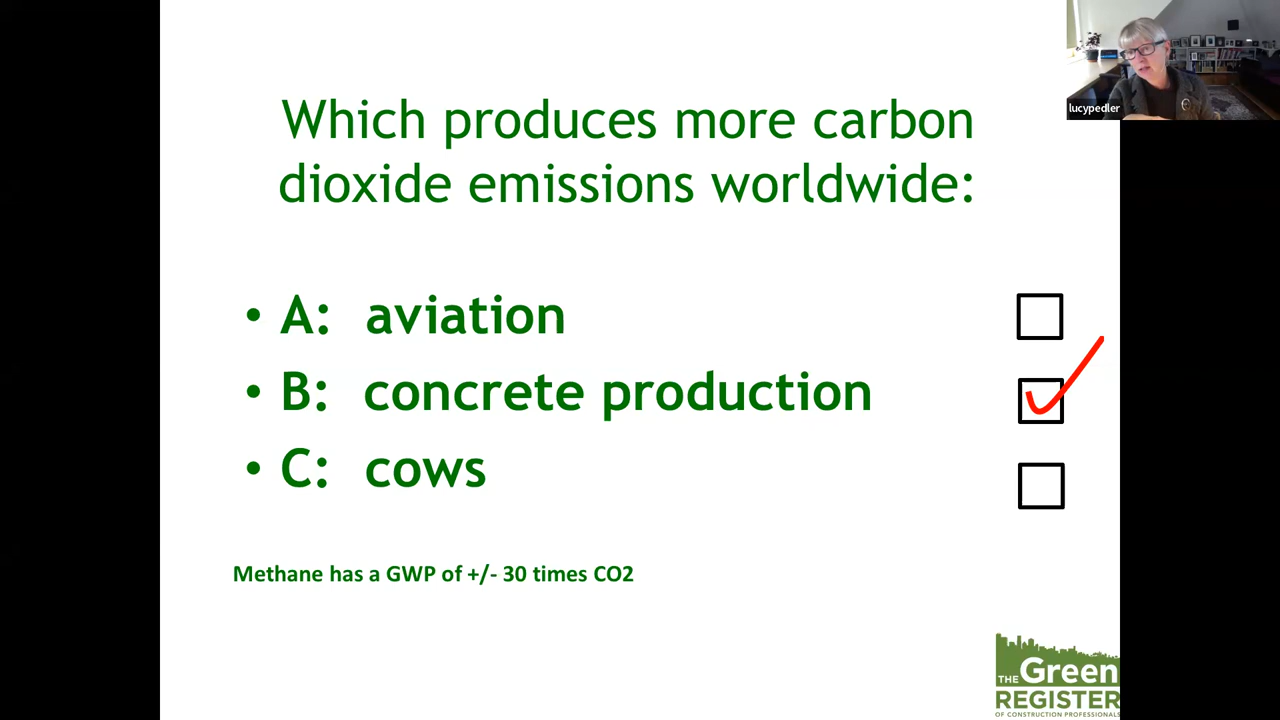 lucypedler
Which produces more carbon
dioxide emissions worldwide:
• A: aviation
• B: concrete production
• C: cows
Methane has a GWP of +/- 30 times CO2
THE Green
REGISTER
OF CONSTRUCTION PROFESSIONALS